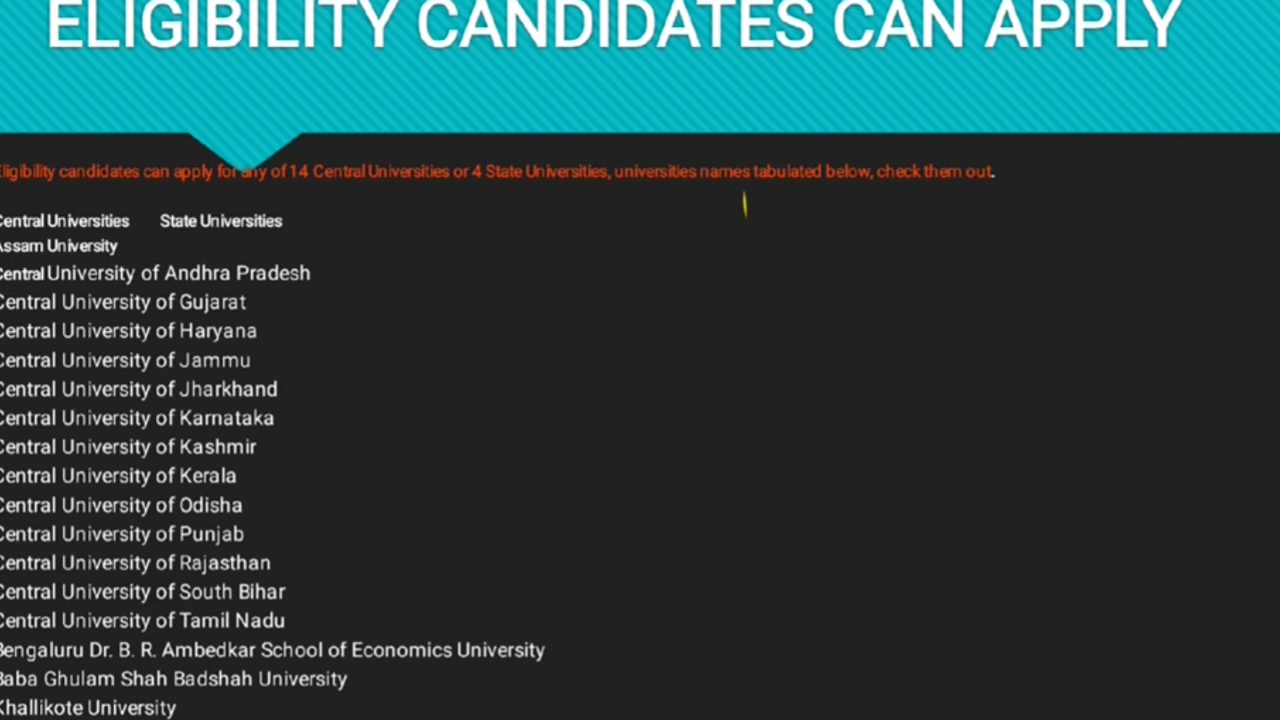 ELIGIBILITY CANDIDATES CAN APPLY
Eligibility candidates can apply for any of 14 Central Universities or 4 State Universities, universities names tabulated below, check them out.
Central Universities State Universities
Assam University
Central University of Andhra Pradesh
Central University of Gujarat
Central University of Haryana
Central University of Jammu
Central University of Jharkhand
Central University of Karnataka
Central University of Kashmir
Central University of Kerala
Central University of Odisha
Central University of Punjab
Central University of Rajasthan
Central University of South Bihar
Central University of Tamil Nadu
Bengaluru Dr. B. R. Ambedkar School of Economics University
Baba Ghulam Shah Badshah University
Khallikote University